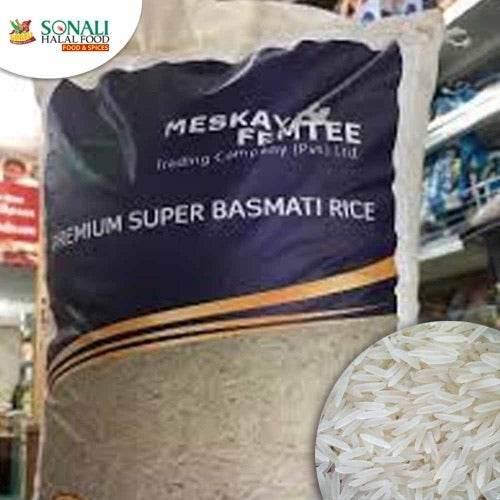 SONALI
HALAL FOOD
FOOD & SPICES
MESKAY
FEMTEE
Trading Company (Pvt) Ltd.
PREMIUM SUPER BASMATI RICE